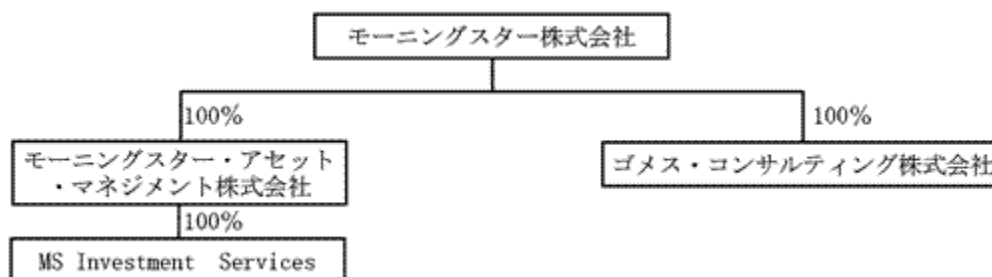 モーニングスター株式会社
100%
100%
モーニングスター・アセット
・マネジメント株式会社
ゴメス・コンサルティング株式会社
100%
MS Investment Services